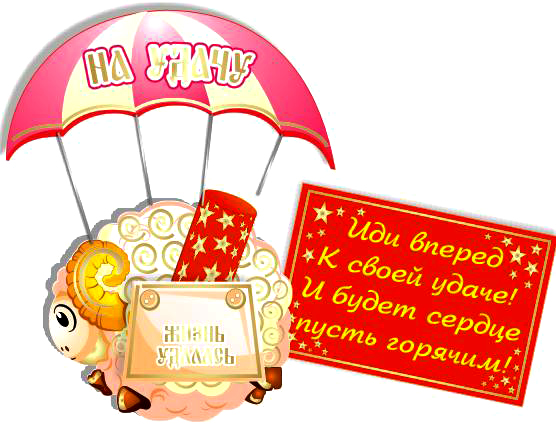 НА УДАЧУ
ЖИЗНЬ
УДАЛАСЬ
Иди вперед
К своей удаче!
И будет сердце
пусть горячим!